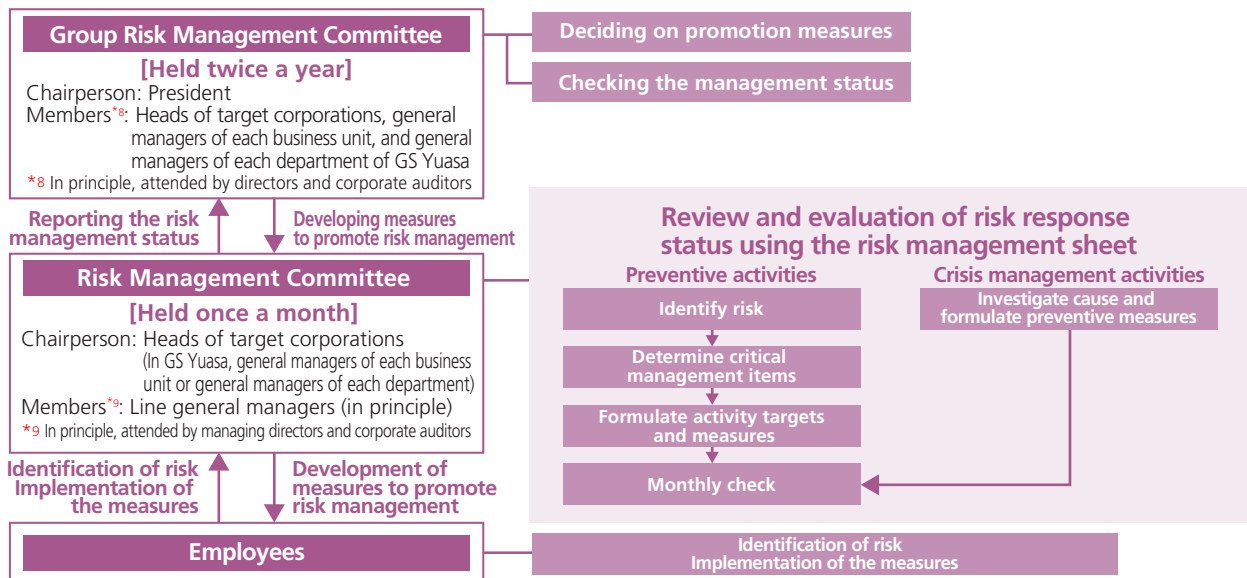 Group Risk Management Committee
[Held twice a year]
Chairperson: President
Members*8: Heads of target corporations, general
managers of each business unit, and general
managers of each department of GS Yuasa
*8 In principle, attended by directors and corporate auditors
Deciding on promotion measures
Checking the management status
Reporting the risk
management status
Developing measures
to promote risk management
Risk Management Committee
[Held once a month]
Chairperson: Heads of target corporations
(In GS Yuasa, general managers of each business
unit or general managers of each department)
Members*9: Line general managers (in principle)
*9 In principle, attended by managing directors and corporate auditors
Review and evaluation of risk response
status using the risk management sheet
Preventive activities
Identify risk
Determine critical
management items
Formulate activity targets
and measures
Monthly check
Crisis management activities
Investigate cause and
formulate preventive measures
Identification of risk
Implementation of
the measures
Development of
measures to promote
risk management
Employees
Identification of risk
Implementation of the measures